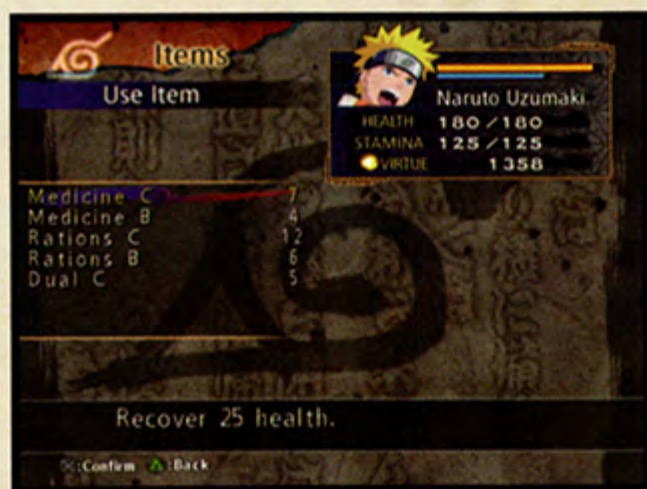 Items
Use Item
Naruto Uzumaki
HEALTH 180/180
STAMINA 125/125
VIRTUE 1358
Medicine C 7
Medicine B 4
Rations C 12
Rations B 6
Dual C 5
Recover 25 health.
:Confirm :Back